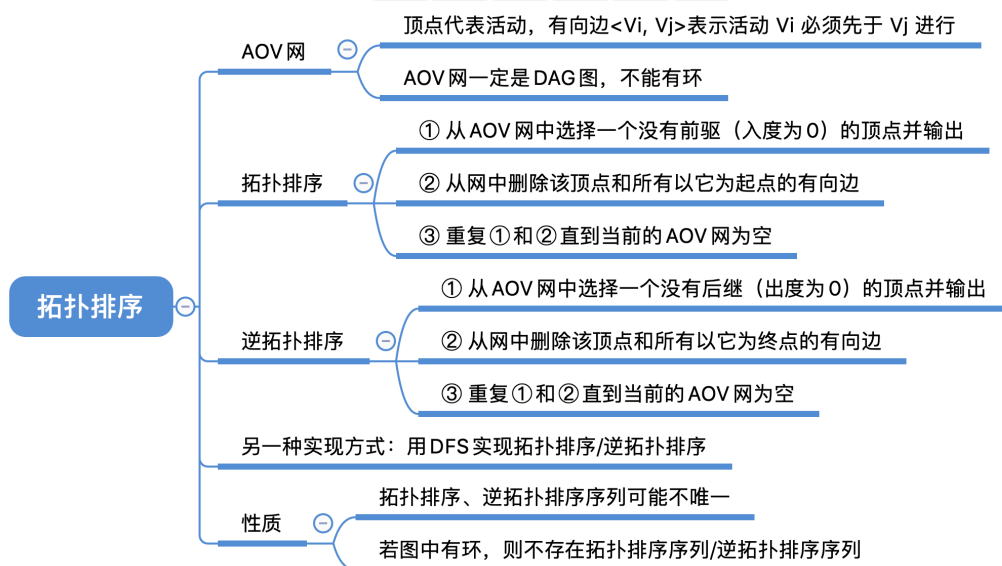 拓扑排序
AOV网
顶点代表活动，有向边<Vi, Vj>表示活动 Vi 必须先于 Vj 进行
AOV网一定是DAG图，不能有环
拓扑排序
① 从AOV网中选择一个没有前驱（入度为0）的顶点并输出
② 从网中删除该顶点和所有以它为起点的有向边
③ 重复①和②直到当前的AOV网为空
逆拓扑排序
① 从AOV网中选择一个没有后继（出度为0）的顶点并输出
② 从网中删除该顶点和所有以它为终点的有向边
③ 重复①和②直到当前的AOV网为空
另一种实现方式：用DFS实现拓扑排序/逆拓扑排序
性质
拓扑排序、逆拓扑排序序列可能不唯一
若图中有环，则不存在拓扑排序序列/逆拓扑排序序列